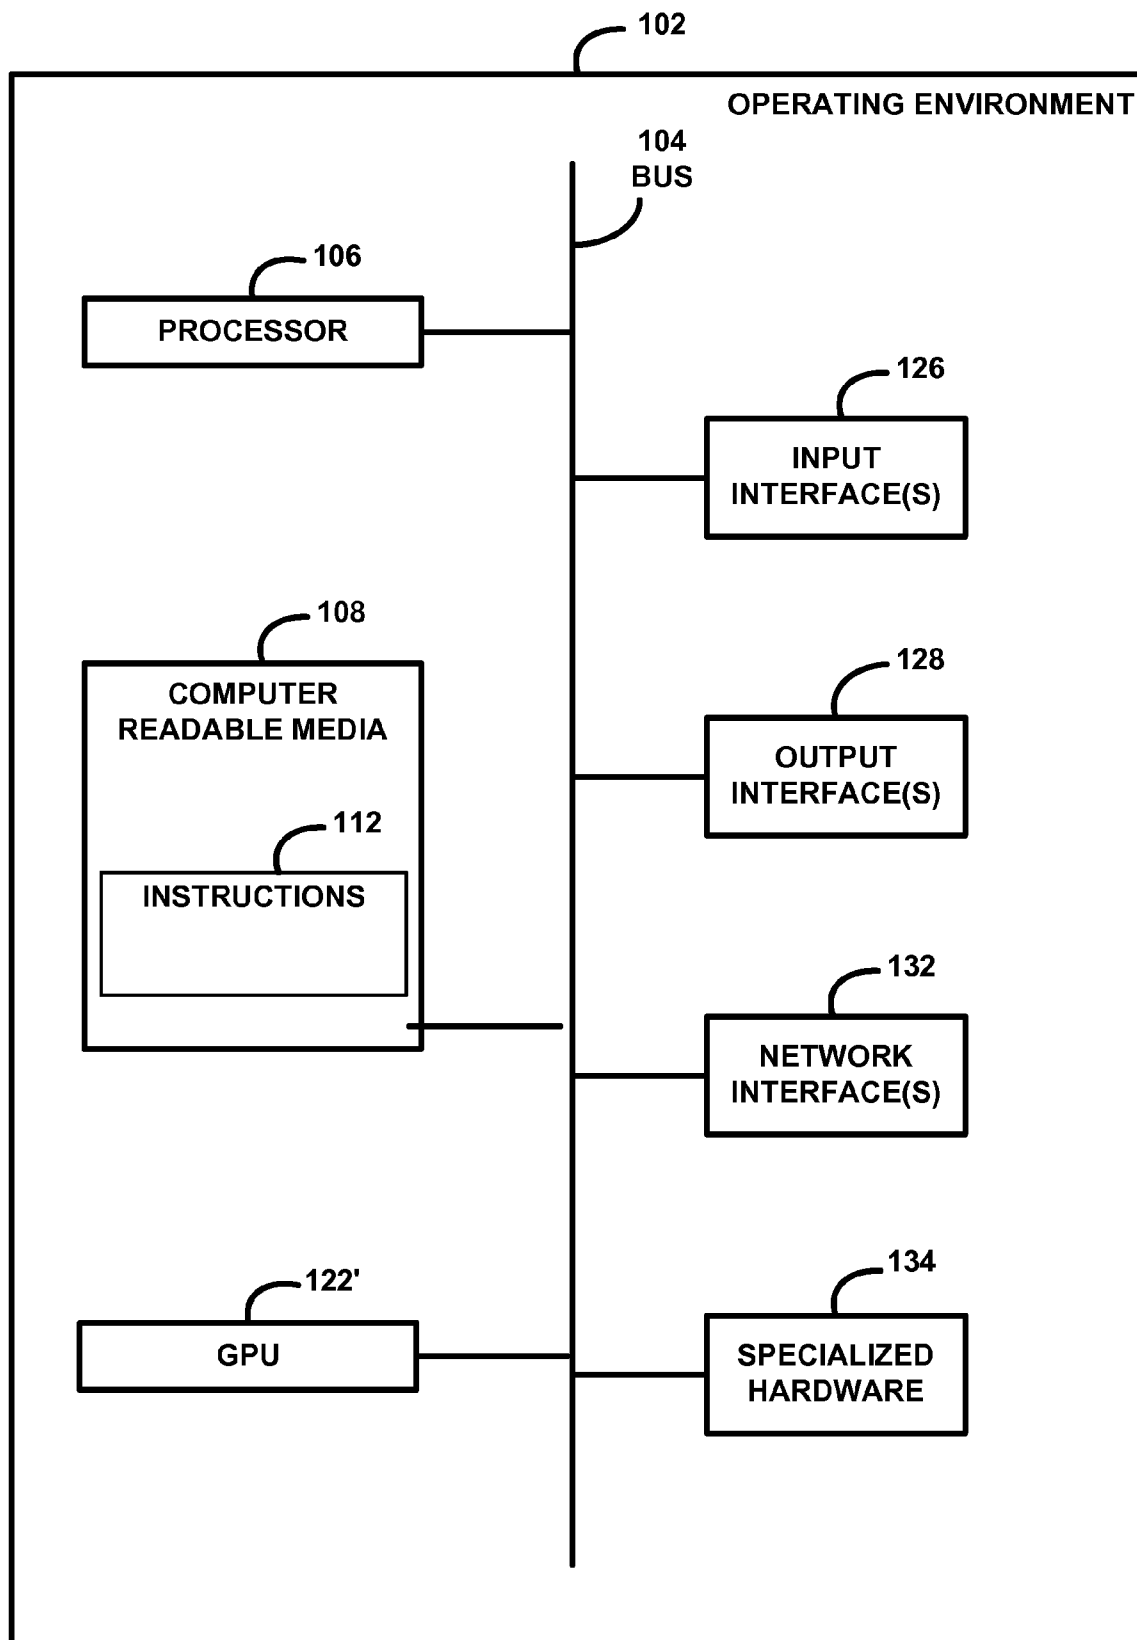 102
OPERATING ENVIRONMENT
104
BUS
106
PROCESSOR
126
INPUT
INTERFACE(S)
108
COMPUTER
READABLE MEDIA
128
OUTPUT
INTERFACE(S)
112
INSTRUCTIONS
132
NETWORK
INTERFACE(S)
122'
GPU
134
SPECIALIZED
HARDWARE